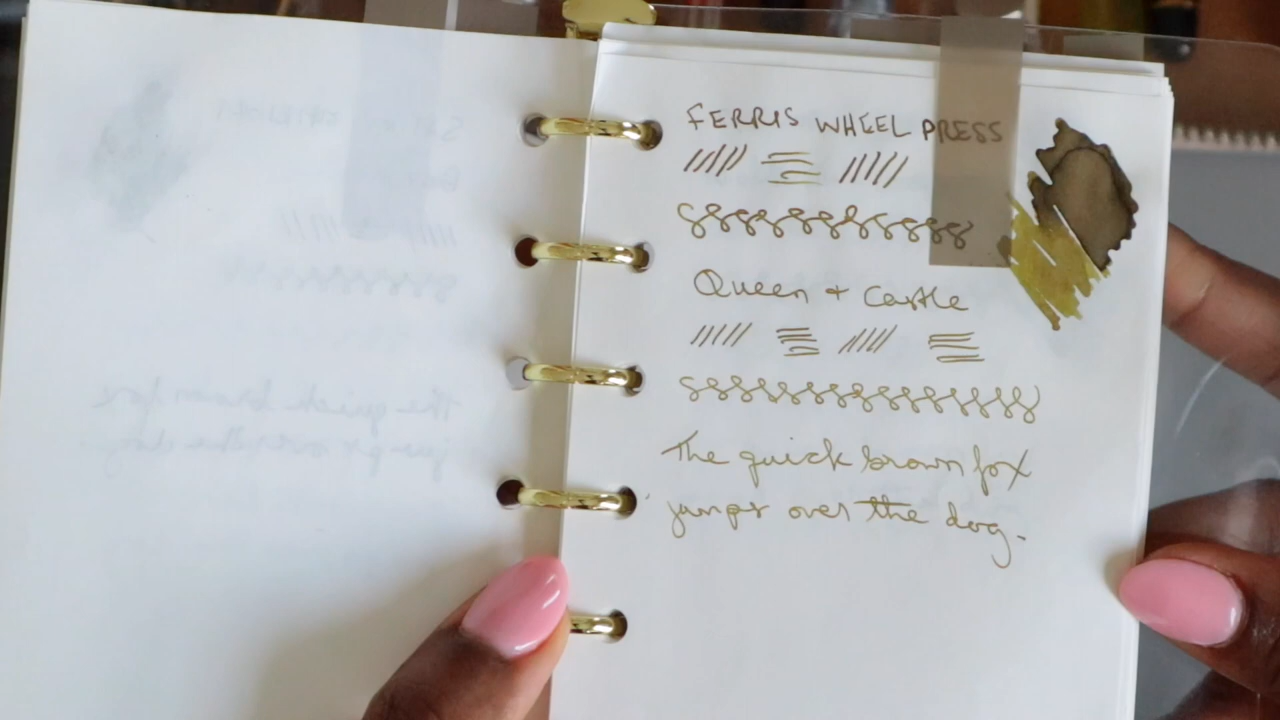 FERRIS WHEEL PRESS
Queen + Castle
The quick brown fox
jumps over the dog.